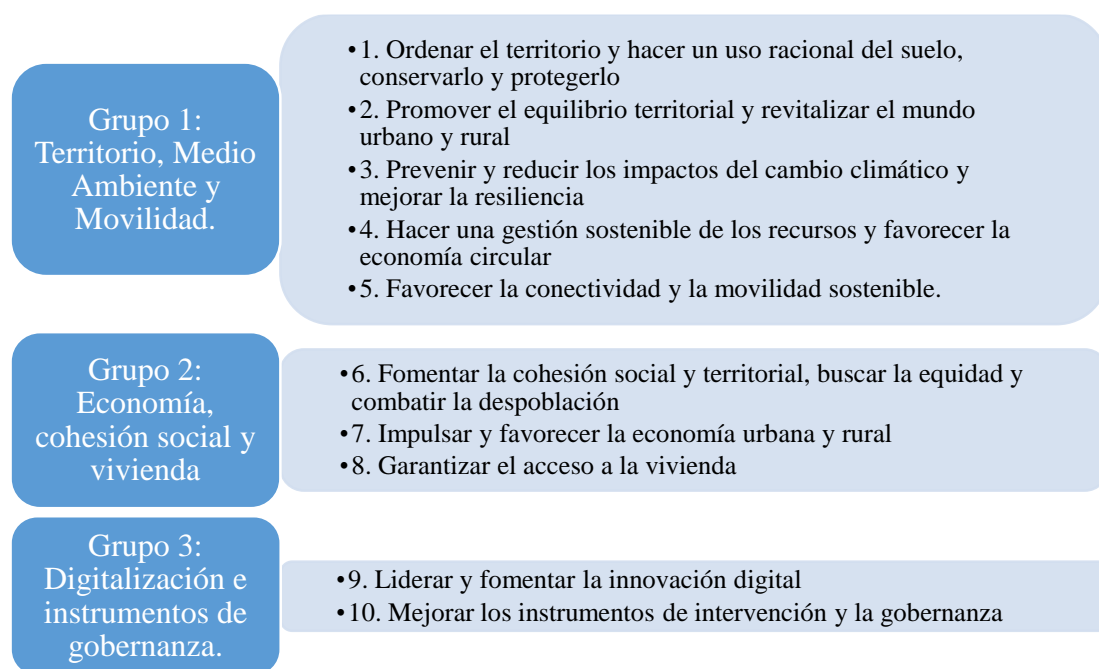 Grupo 1:
Territorio, Medio
Ambiente y
Movilidad.
•1. Ordenar el territorio y hacer un uso racional del suelo,
conservarlo y protegerlo
•2. Promover el equilibrio territorial y revitalizar el mundo
urbano y rural
•3. Prevenir y reducir los impactos del cambio climático y
mejorar la resiliencia
•4. Hacer una gestión sostenible de los recursos y favorecer la
economía circular
•5. Favorecer la conectividad y la movilidad sostenible.
Grupo 2:
Economía,
cohesión social y
vivienda
•6. Fomentar la cohesión social y territorial, buscar la equidad y
combatir la despoblación
•7. Impulsar y favorecer la economía urbana y rural
•8. Garantizar el acceso a la vivienda
Grupo 3:
Digitalización e
instrumentos de
gobernanza.
•9. Liderar y fomentar la innovación digital
•10. Mejorar los instrumentos de intervención y la gobernanza